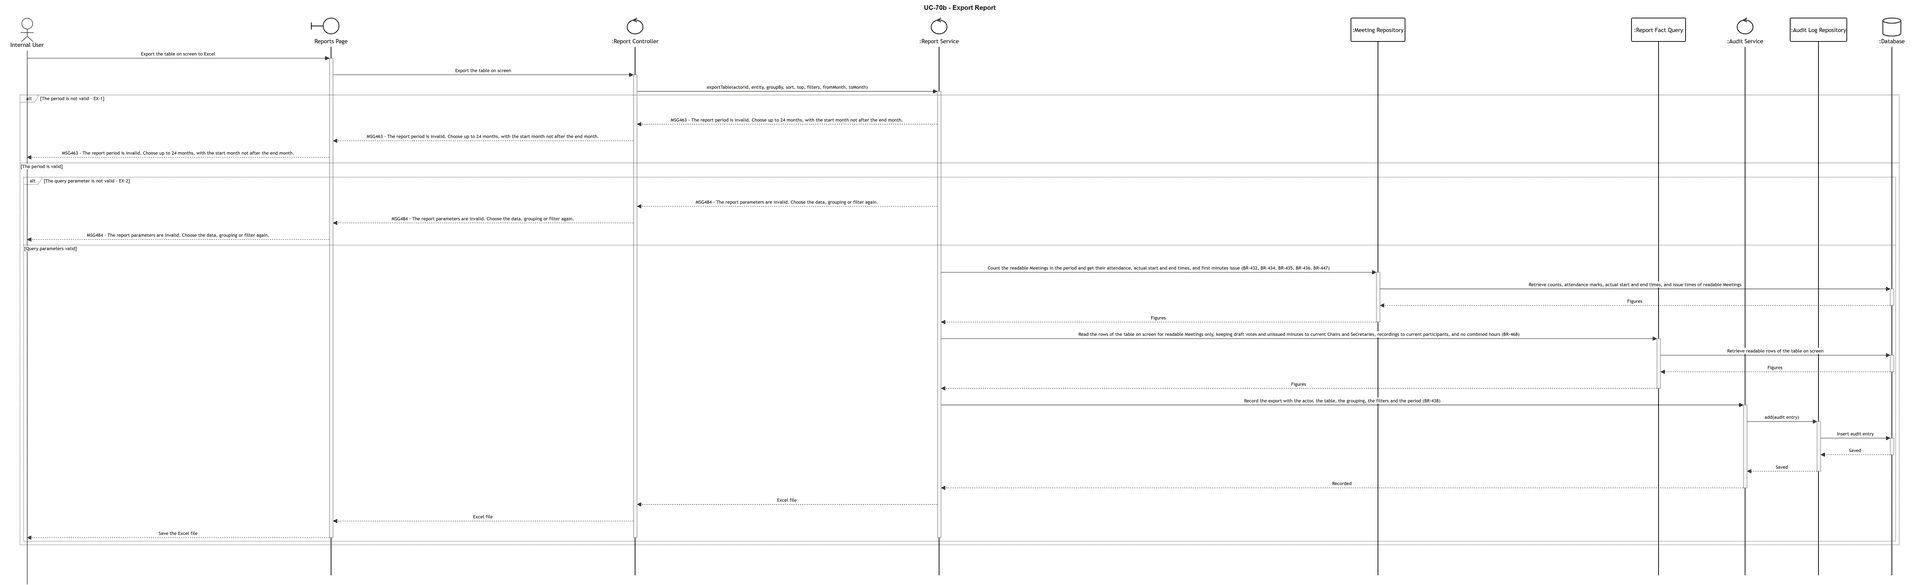 UC-70b - Export Report
Internal User
Reports Page
:Report Controller
:Report Service
:Meeting Repository
:Report Fact Query
:Audit Service
:Audit Log Repository
:Database
Export the table on screen to Excel
Export the table on screen
exportTable(actorId, entity, groupBy, sort, top, filters, fromMonth, toMonth)
alt [The period is not valid - EX-1]
MSG463 - The report period is invalid. Choose up to 24 months, with the start month not after the end month.
MSG463 - The report period is invalid. Choose up to 24 months, with the start month not after the end month.
MSG463 - The report period is invalid. Choose up to 24 months, with the start month not after the end month.
[The period is valid]
alt [The query parameter is not valid - EX-2]
MSG484 - The report parameters are invalid. Choose the data, grouping or filter again.
MSG484 - The report parameters are invalid. Choose the data, grouping or filter again.
MSG484 - The report parameters are invalid. Choose the data, grouping or filter again.
[Query parameters valid]
Count the readable Meetings in the period and get their attendance, actual start and end times, and first minutes issue (BR-432, BR-434, BR-435, BR-436, BR-447)
Retrieve counts, attendance marks, actual start and end times, and issue times of readable Meetings
Figures
Figures
Read the rows of the table on screen for readable Meetings only, keeping draft votes and unissued minutes to current Chairs and Secretaries, recordings to current participants, and no combined hours (BR-468)
Retrieve readable rows of the table on screen
Figures
Figures
Record the export with the actor, the table, the grouping, the filters and the period (BR-438)
add(audit entry)
Insert audit entry
Saved
Saved
Recorded
Excel file
Excel file
Save the Excel file